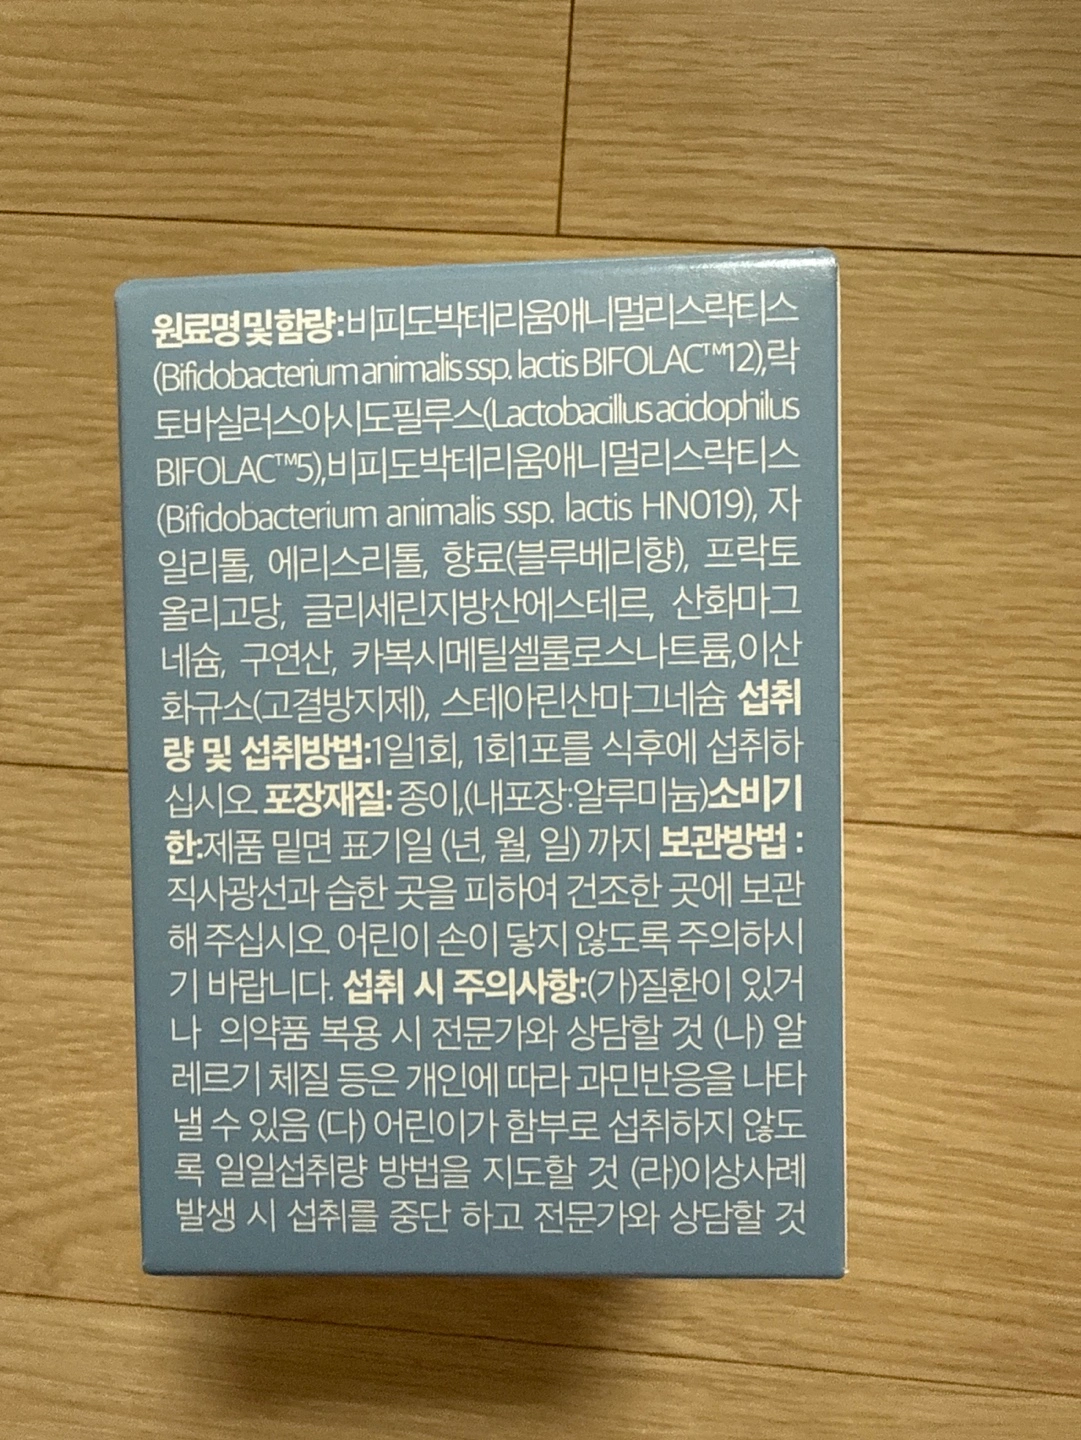 원료명 및 함량:비피도박테리움애니멀리스락티스
(Bifidobacterium animalis ssp. lactis BIFOLAC™12),락
토바실러스아시도필루스(Lactobacillus acidophilus
BIFOLAC™5),비피도박테리움애니멀리스락티스
(Bifidobacterium animalis ssp. lactis HN019), 자
일리톨, 에리스리톨, 향료(블루베리향), 프락토
올리고당, 글리세린지방산에스테르, 산화마그
네슘, 구연산, 카복시메틸셀룰로스나트륨,이산
화규소(고결방지제), 스테아린산마그네슘 섭취
량 및 섭취방법:1일1회, 1회1포를 식후에 섭취하
십시오. 포장재질:종이,(내포장:알루미늄)소비기
한:제품 밑면 표기일 (년, 월, 일) 까지 보관방법 :
직사광선과 습한 곳을 피하여 건조한 곳에 보관
해 주십시오. 어린이 손이 닿지 않도록 주의하시
기 바랍니다. 섭취 시 주의사항:(가)질환이 있거
나 의약품 복용 시 전문가와 상담할 것 (나) 알
레르기 체질 등은 개인에 따라 과민반응을 나타
낼 수 있음 (다) 어린이가 함부로 섭취하지 않도
록 일일섭취량 방법을 지도할 것 (라)이상사례
발생 시 섭취를 중단 하고 전문가와 상담할 것